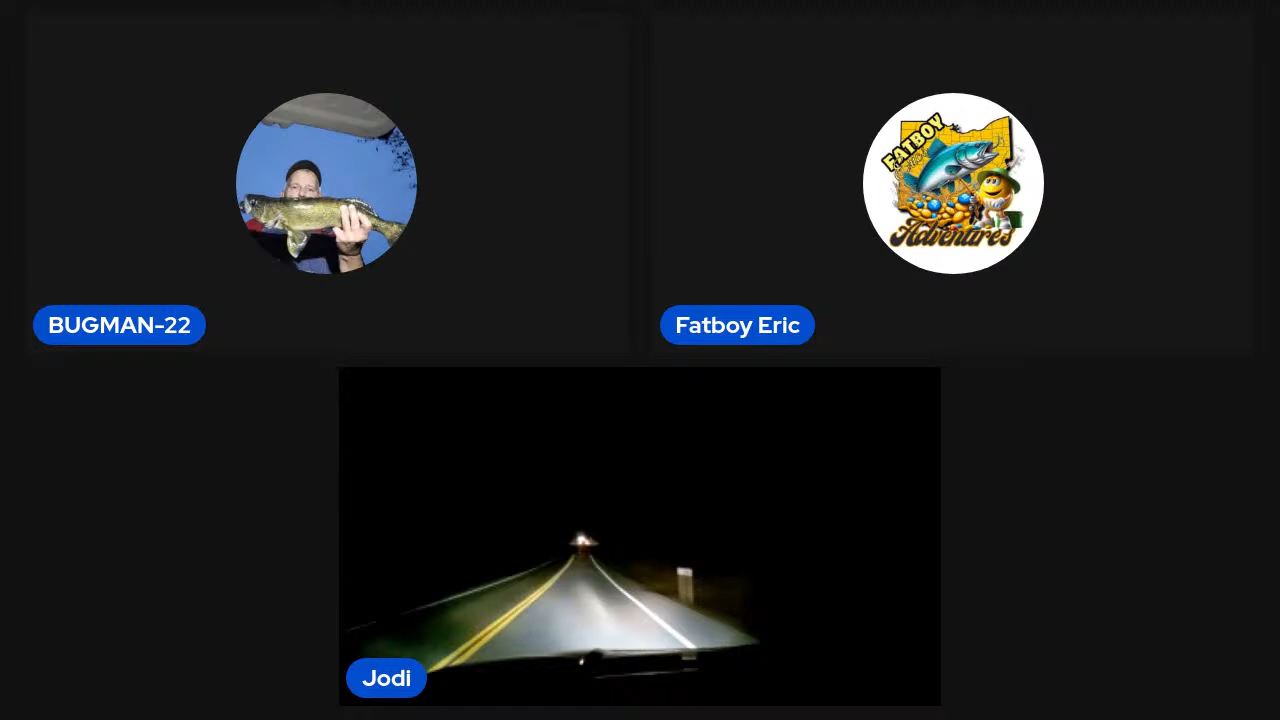 FATBOY
Adventures
BUGMAN-22
Fatboy Eric
Jodi